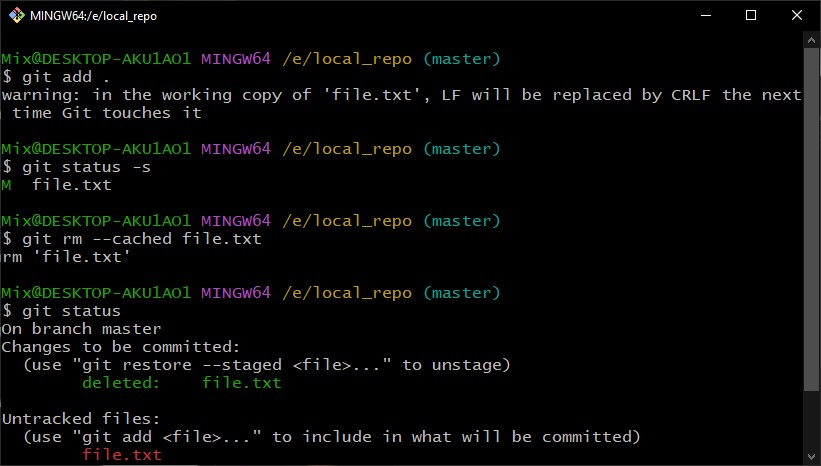 MINGW64:/e/local_repo
Mix@DESKTOP-AKU1AO1 MINGW64 /e/local_repo (master)
$ git add .
warning: in the working copy of 'file.txt', LF will be replaced by CRLF the next
 time Git touches it
Mix@DESKTOP-AKU1AO1 MINGW64 /e/local_repo (master)
$ git status -s
M  file.txt
Mix@DESKTOP-AKU1AO1 MINGW64 /e/local_repo (master)
$ git rm --cached file.txt
rm 'file.txt'
Mix@DESKTOP-AKU1AO1 MINGW64 /e/local_repo (master)
$ git status
On branch master
Changes to be committed:
  (use "git restore --staged <file>..." to unstage)
        deleted:    file.txt
Untracked files:
  (use "git add <file>..." to include in what will be committed)
        file.txt